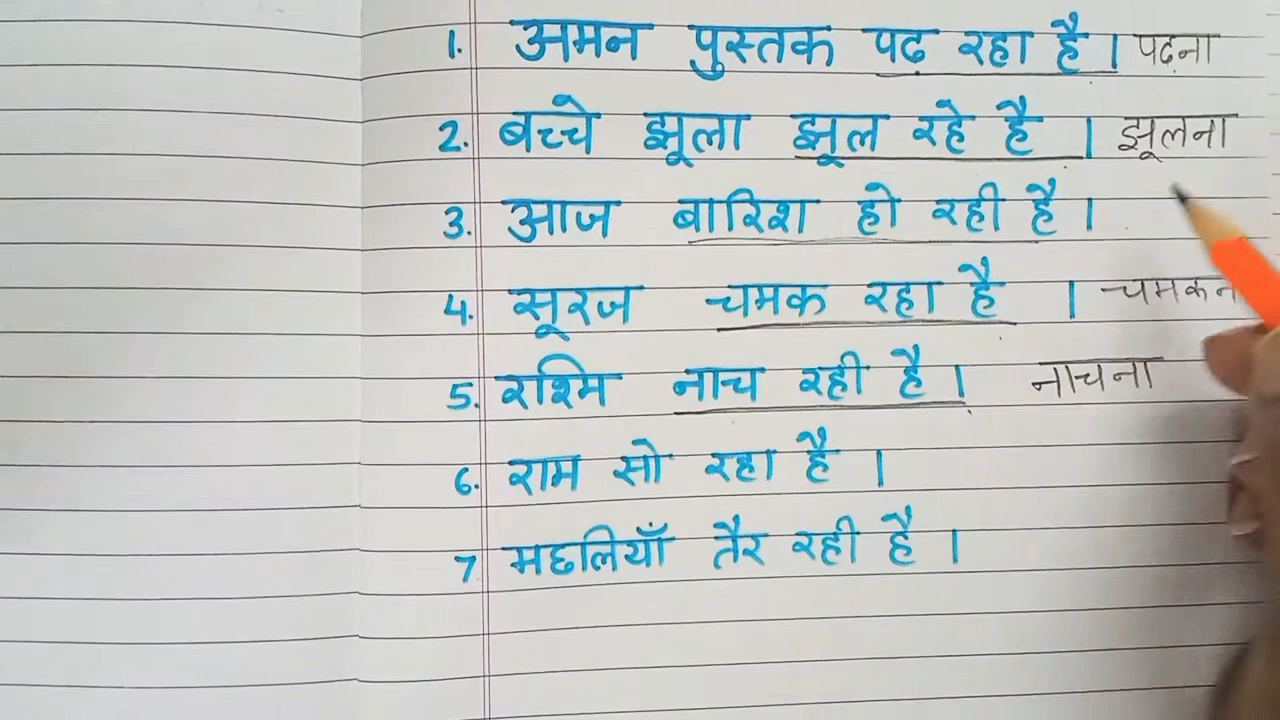 1. अमन पुस्तक पढ़ रहा है । पढ़ना
2. बच्चे झूला झूल रहे है । झूलना
3. आज बारिश हो रही है ।
4. सूरज चमक रहा है । चमकना
5. रश्मि नाच रही है । नाचना
6. राम सो रहा है ।
7. मछलियाँ तैर रही है ।